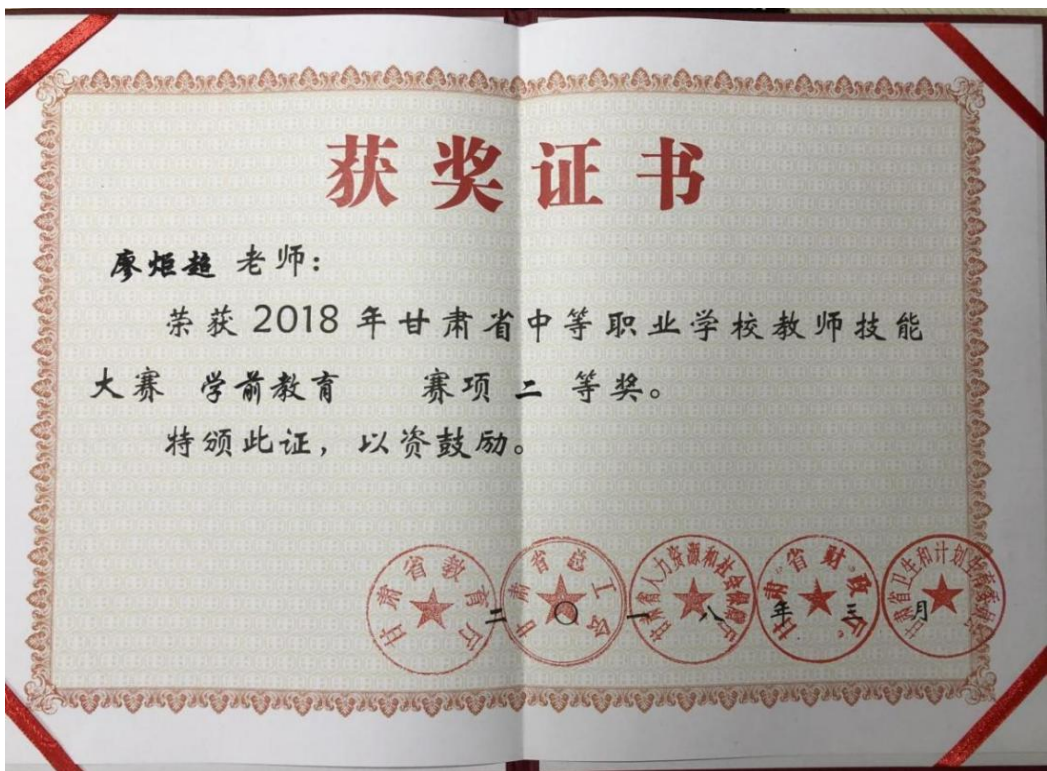 获奖证书
廖炬超 老师：
荣获 2018 年甘肃省中等职业学校教师技能
大赛 学前教育 赛项 二 等奖。
特颁此证，以资鼓励。
甘肃省教育厅
甘肃省总工会
甘肃省人力资源和社会保障厅
甘肃省财政厅
甘肃省卫生和计划生育委员会
二〇一八年三月